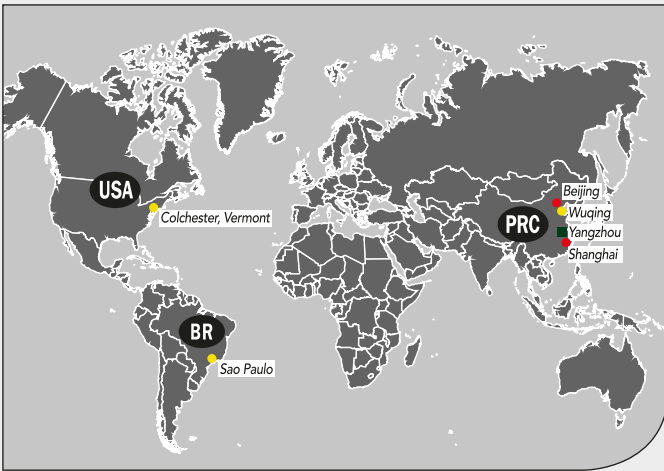 USA
Colchester, Vermont
BR
Sao Paulo
PRC
Beijing
Wuqing
Yangzhou
Shanghai